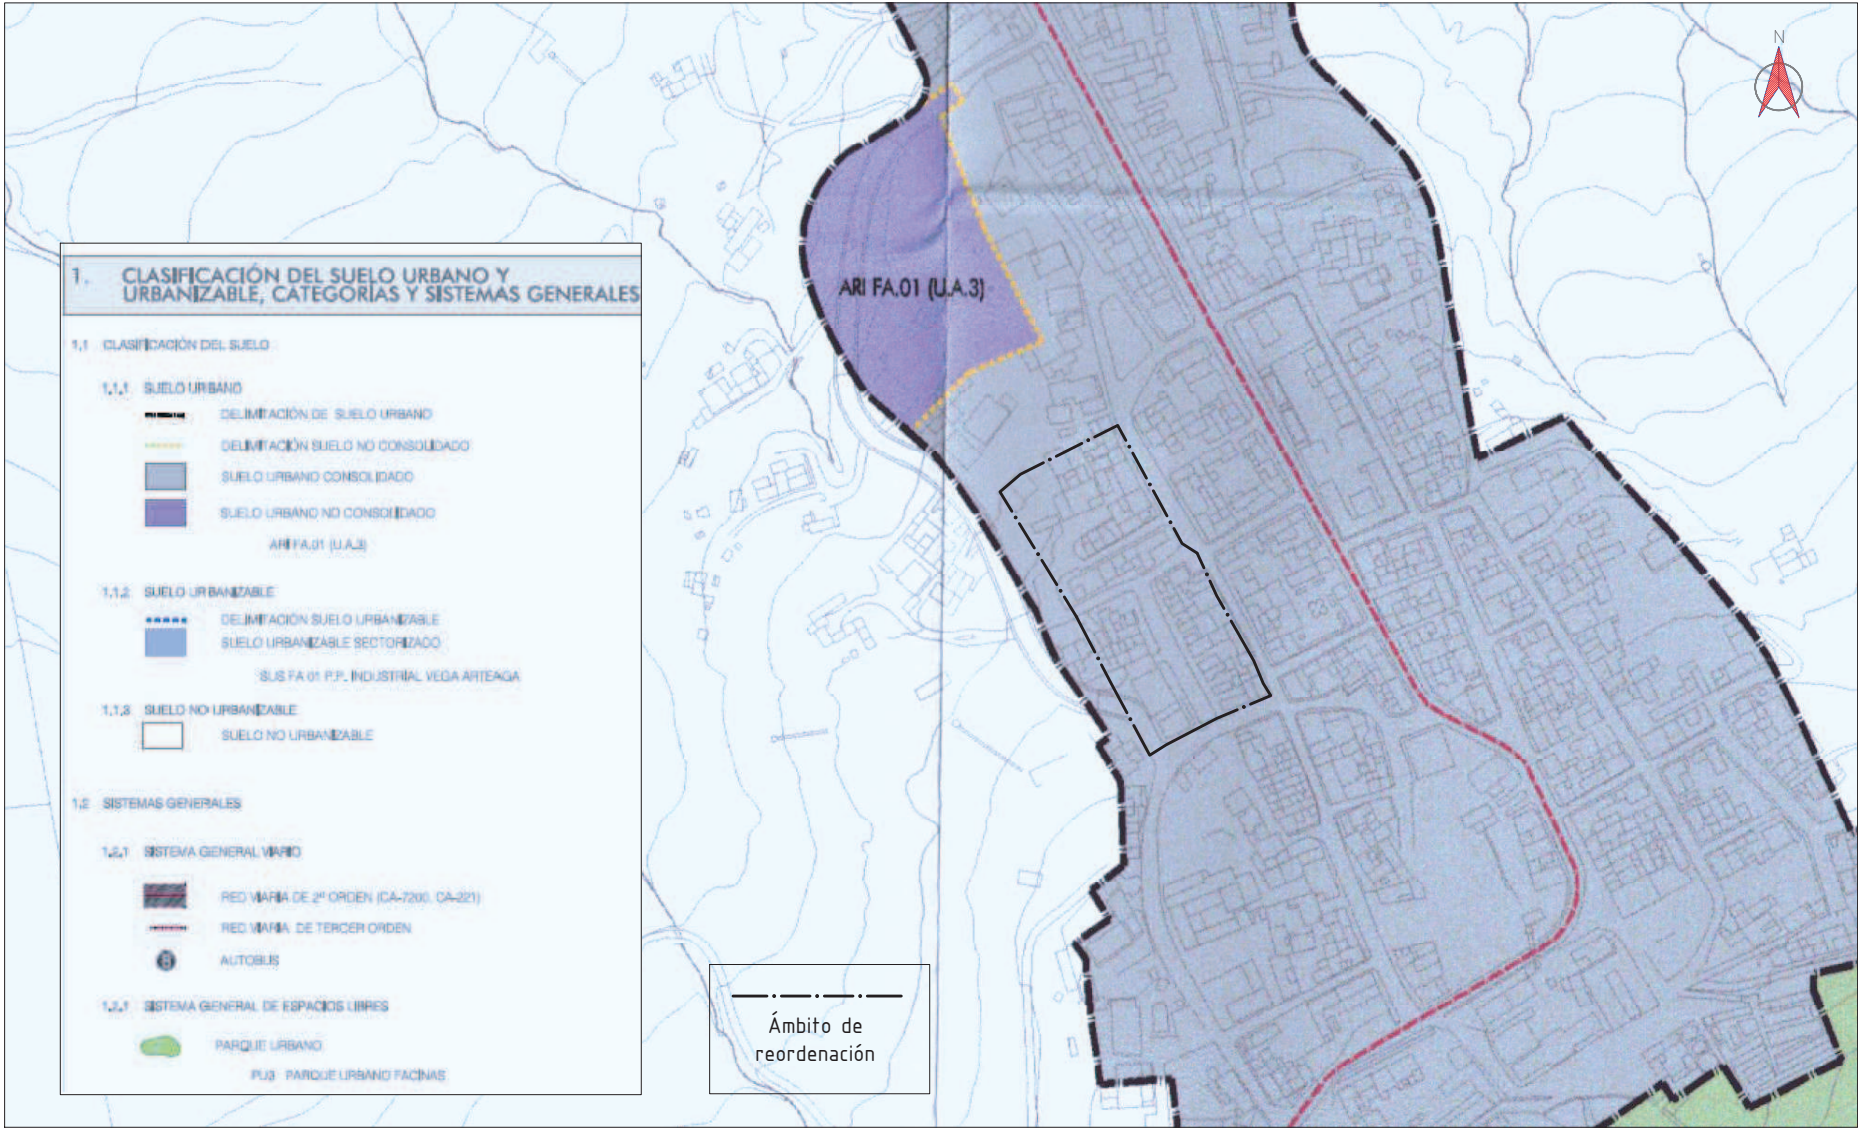 N
ARI FA.01 (U.A.3)
1. CLASIFICACIÓN DEL SUELO URBANO Y
URBANIZABLE, CATEGORÍAS Y SISTEMAS GENERALES
1.1 CLASIFICACIÓN DEL SUELO
1.1.1 SUELO URBANO
DELIMITACIÓN DE SUELO URBANO
DELIMITACIÓN SUELO NO CONSOLIDADO
SUELO URBANO CONSOLIDADO
SUELO URBANO NO CONSOLIDADO
ARI FA.01 (U.A.3)
1.1.2 SUELO URBANIZABLE
DELIMITACIÓN SUELO URBANIZABLE
SUELO URBANIZABLE SECTORIZADO
SUS FA 01 P.P. INDUSTRIAL VEGA ARTEAGA
1.1.3 SUELO NO URBANIZABLE
SUELO NO URBANIZABLE
1.2 SISTEMAS GENERALES
1.2.1 SISTEMA GENERAL VIARIO
RED VIARIA DE 2º ORDEN (CA-7200, CA-221)
RED VIARIA DE TERCER ORDEN
AUTOBUS
1.2.1 SISTEMA GENERAL DE ESPACIOS LIBRES
PARQUE URBANO
PU3 PARQUE URBANO FACINAS
Ámbito de
reordenación